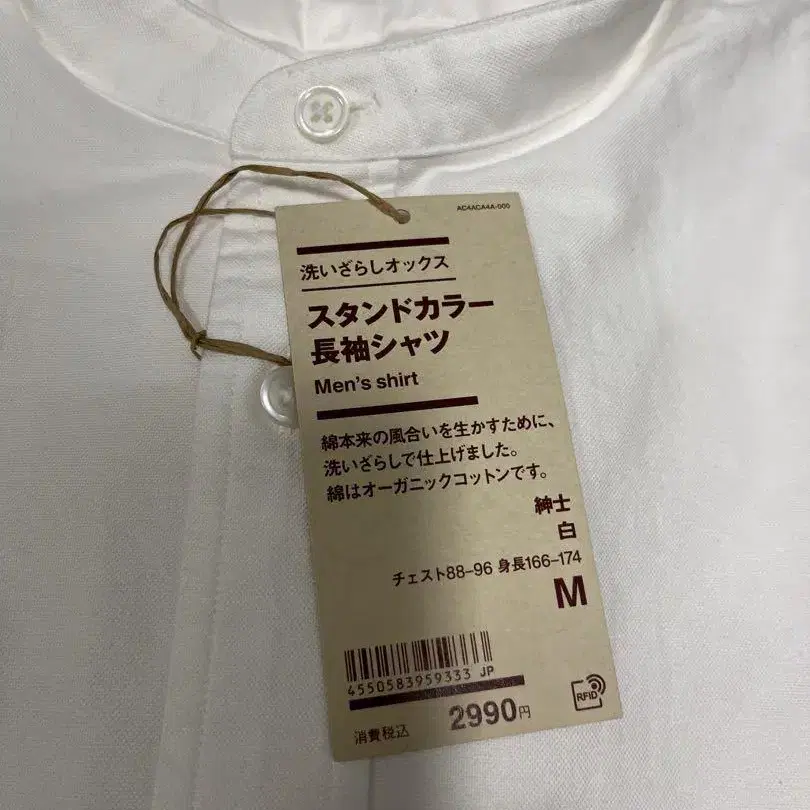 AC4ACA4A-000
洗いざらしオックス
スタンドカラー
長袖シャツ
Men's shirt
綿本来の風合いを生かすために、
洗いざらしで仕上げました。
綿はオーガニックコットンです。
紳士
白
チェスト88–96 身長166–174
M
4550583959333 JP
消費税込 2990円
RFID